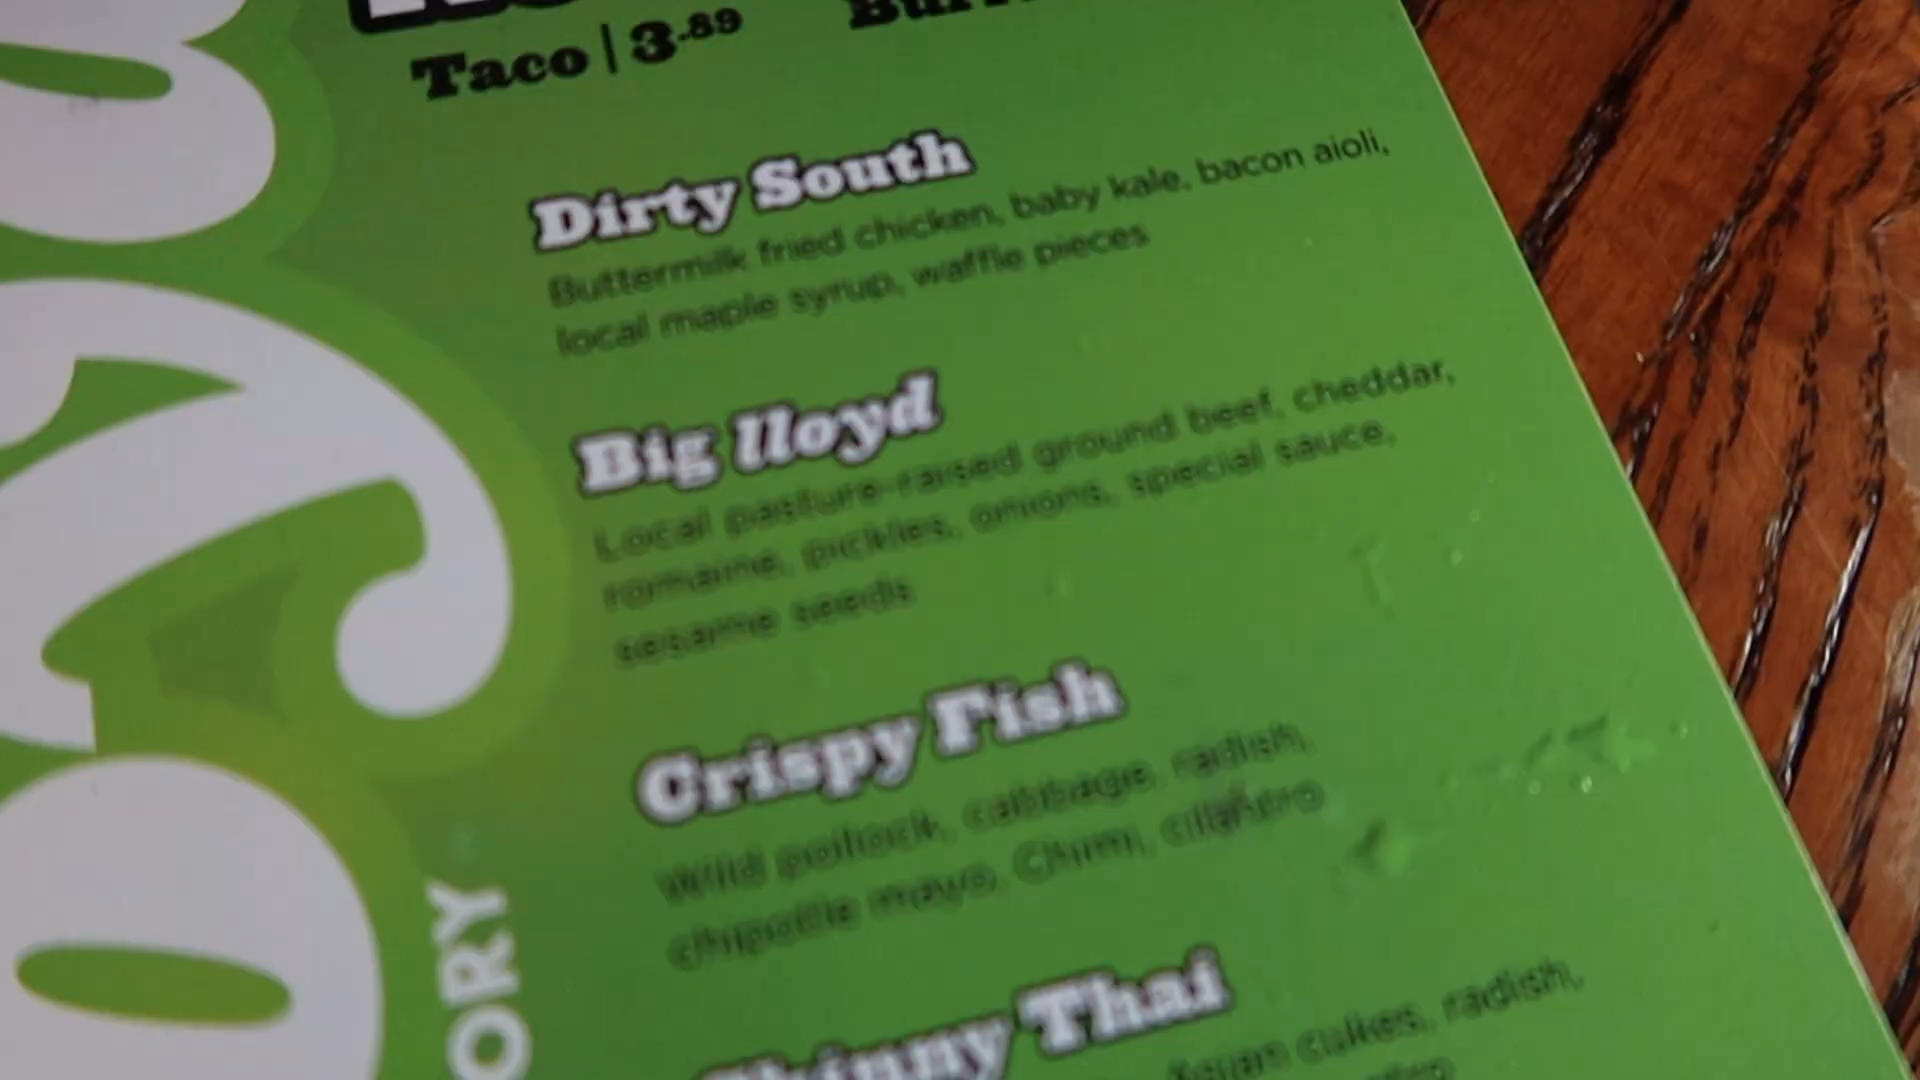 Taco | 3.89
Dirty South
Buttermilk fried chicken, baby kale, bacon aioli,
local maple syrup, waffle pieces
Big lloyd
Local pasture-raised ground beef, cheddar,
romaine, pickles, onions, special sauce,
sesame seeds
Crispy Fish
Wild pollock, cabbage, radish,
chipotle mayo, Chimi, cilantro
Thai
cukes, radish,
ORY